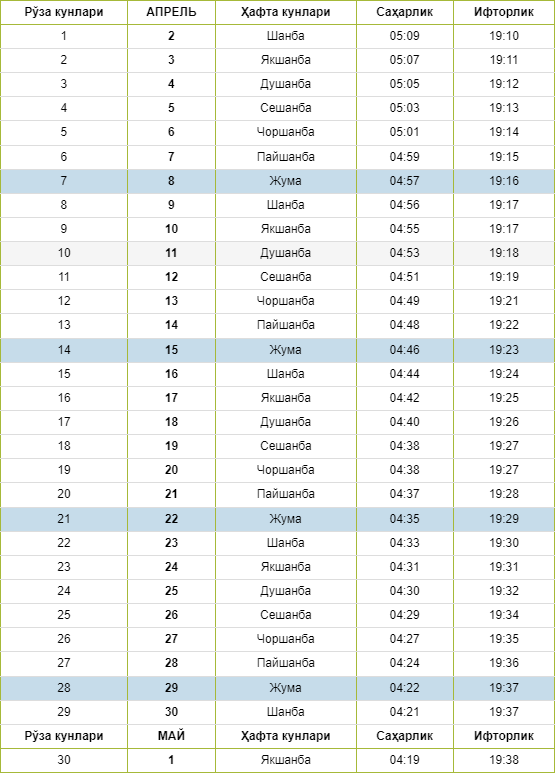 Рўза кунлари АПРЕЛЬ Ҳафта кунлари Саҳарлик Ифторлик
1 2 Шанба 05:09 19:10
2 3 Якшанба 05:07 19:11
3 4 Душанба 05:05 19:12
4 5 Сешанба 05:03 19:13
5 6 Чоршанба 05:01 19:14
6 7 Пайшанба 04:59 19:15
7 8 Жума 04:57 19:16
8 9 Шанба 04:56 19:17
9 10 Якшанба 04:55 19:17
10 11 Душанба 04:53 19:18
11 12 Сешанба 04:51 19:19
12 13 Чоршанба 04:49 19:21
13 14 Пайшанба 04:48 19:22
14 15 Жума 04:46 19:23
15 16 Шанба 04:44 19:24
16 17 Якшанба 04:42 19:25
17 18 Душанба 04:40 19:26
18 19 Сешанба 04:38 19:27
19 20 Чоршанба 04:38 19:27
20 21 Пайшанба 04:37 19:28
21 22 Жума 04:35 19:29
22 23 Шанба 04:33 19:30
23 24 Якшанба 04:31 19:31
24 25 Душанба 04:30 19:32
25 26 Сешанба 04:29 19:34
26 27 Чоршанба 04:27 19:35
27 28 Пайшанба 04:24 19:36
28 29 Жума 04:22 19:37
29 30 Шанба 04:21 19:37
Рўза кунлари МАЙ Ҳафта кунлари Саҳарлик Ифторлик
30 1 Якшанба 04:19 19:38